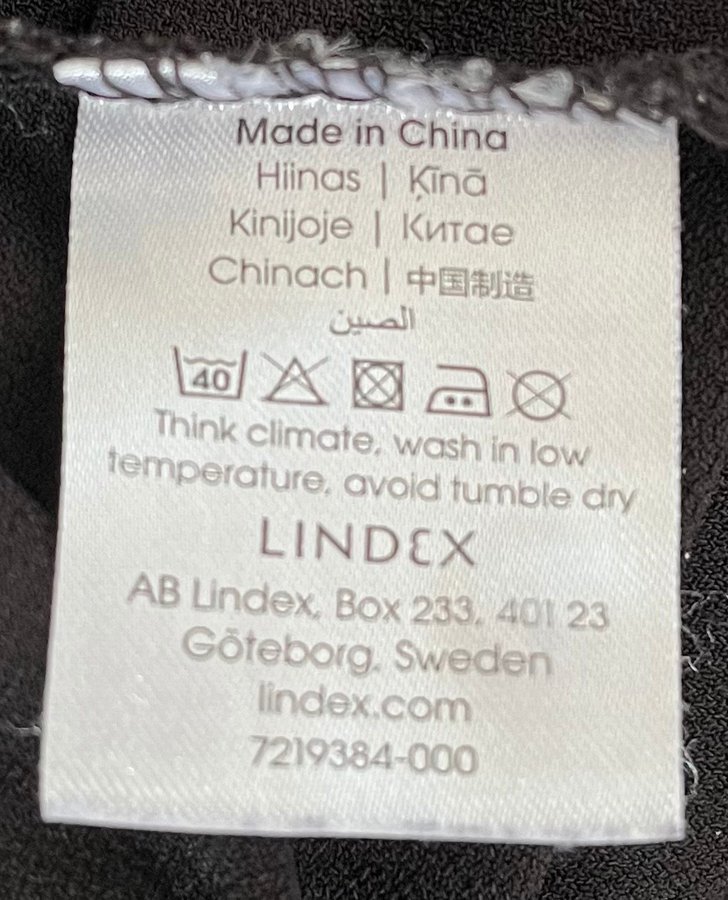 Made in China
Hiinas | Ķīnā
Kinijoje | Китае
Chinach | 中国制造
الصين
40
Think climate, wash in low
temperature, avoid tumble dry
LINDEX
AB Lindex, Box 233, 401 23
Göteborg, Sweden
lindex.com
7219384-000